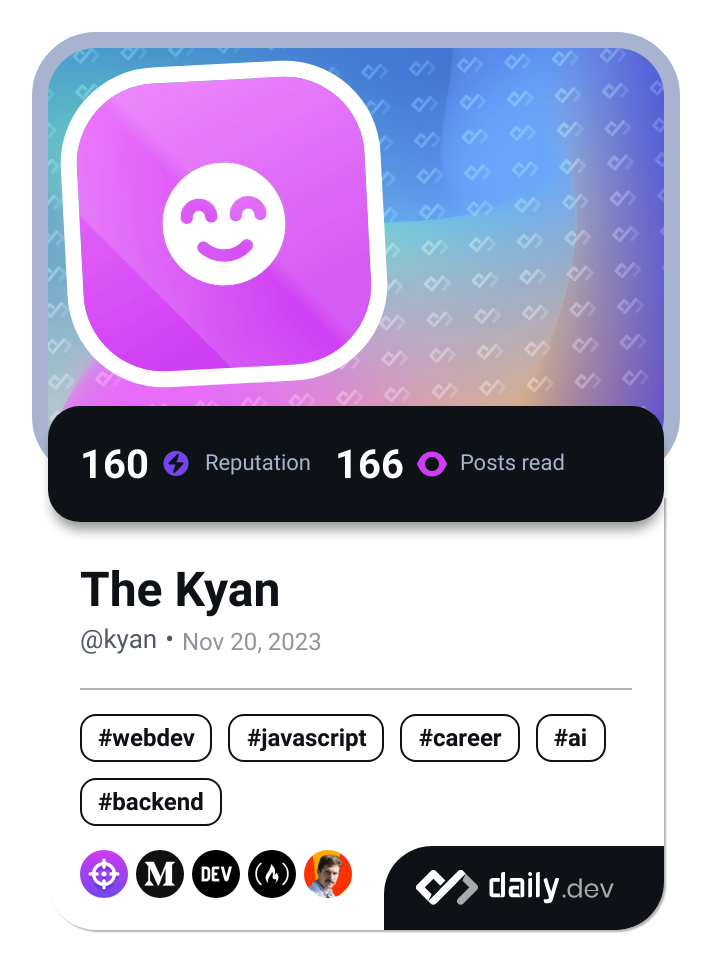 160 Reputation 166 Posts read
The Kyan
@kyan • Nov 20, 2023
#webdev #javascript #career #ai
#backend
M DEV
daily.dev